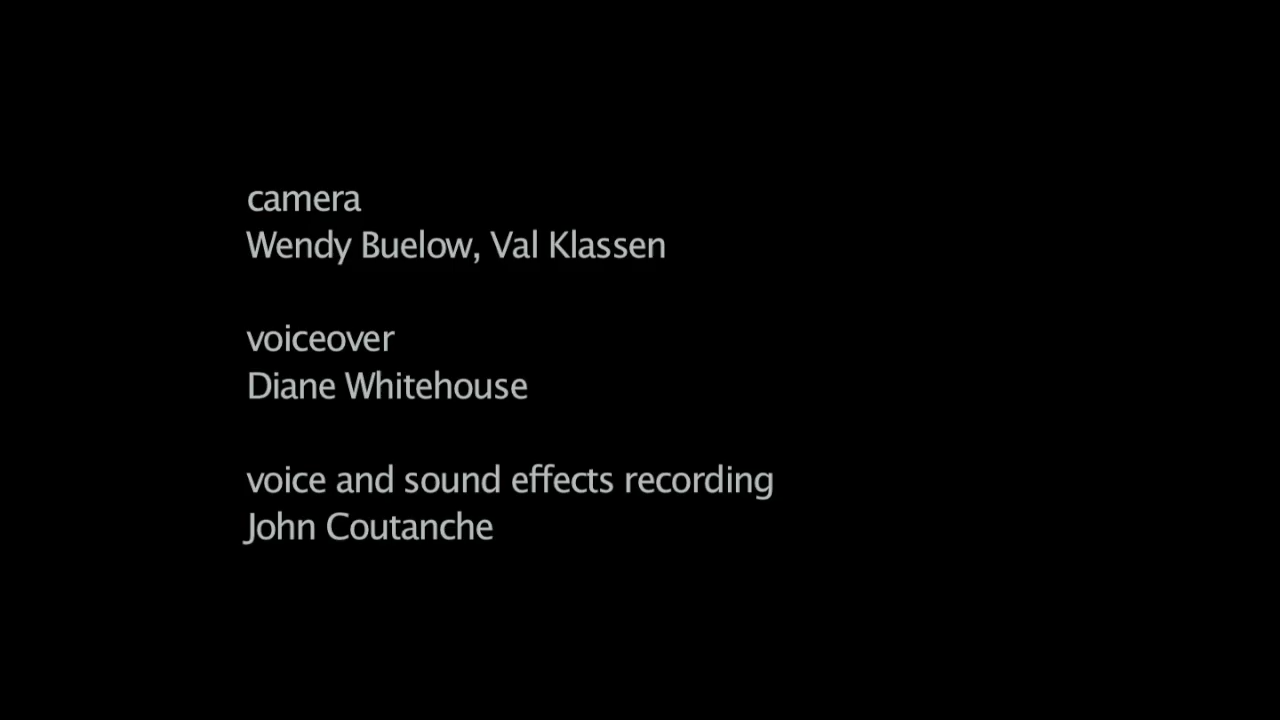 camera
Wendy Buelow, Val Klassen
voiceover
Diane Whitehouse
voice and sound effects recording
John Coutanche